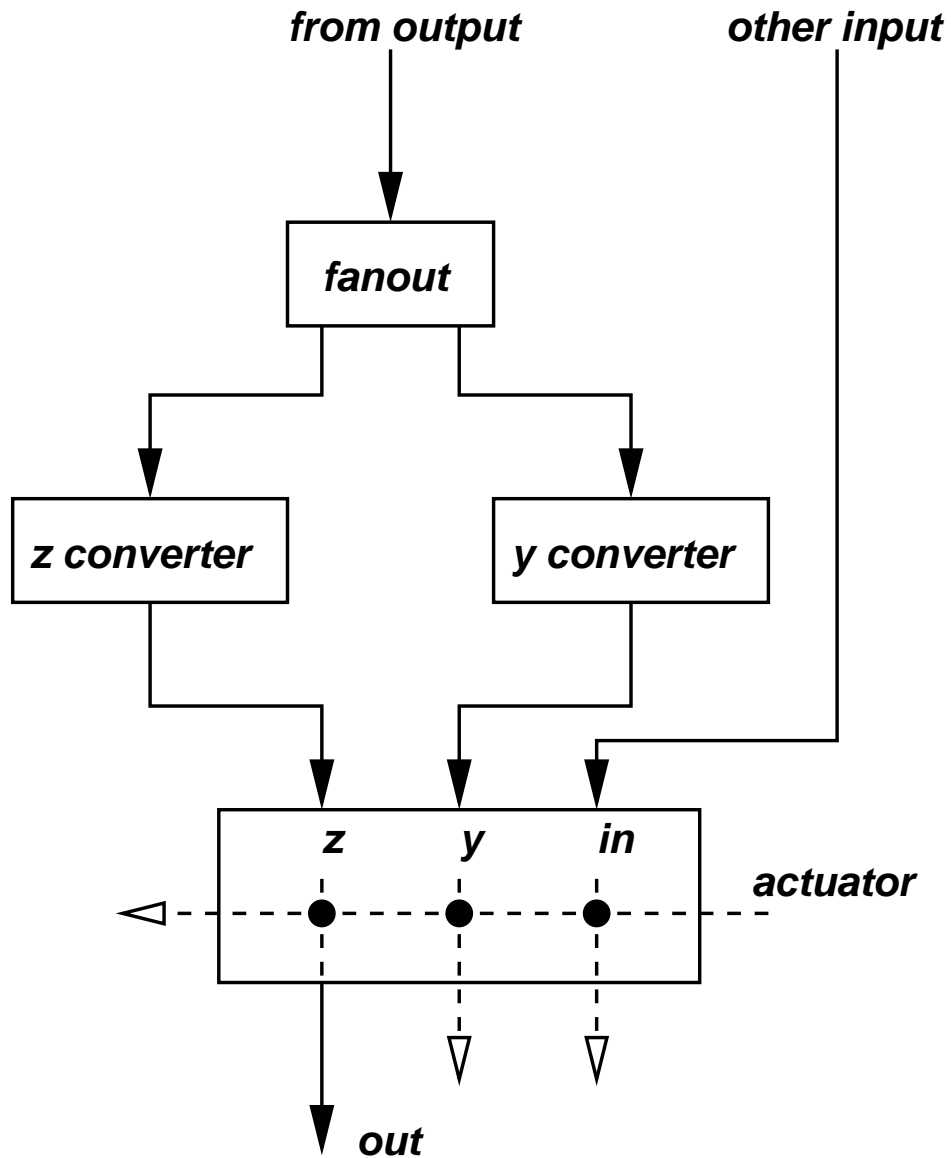 from output
other input
fanout
z converter
y converter
z
y
in
actuator
out